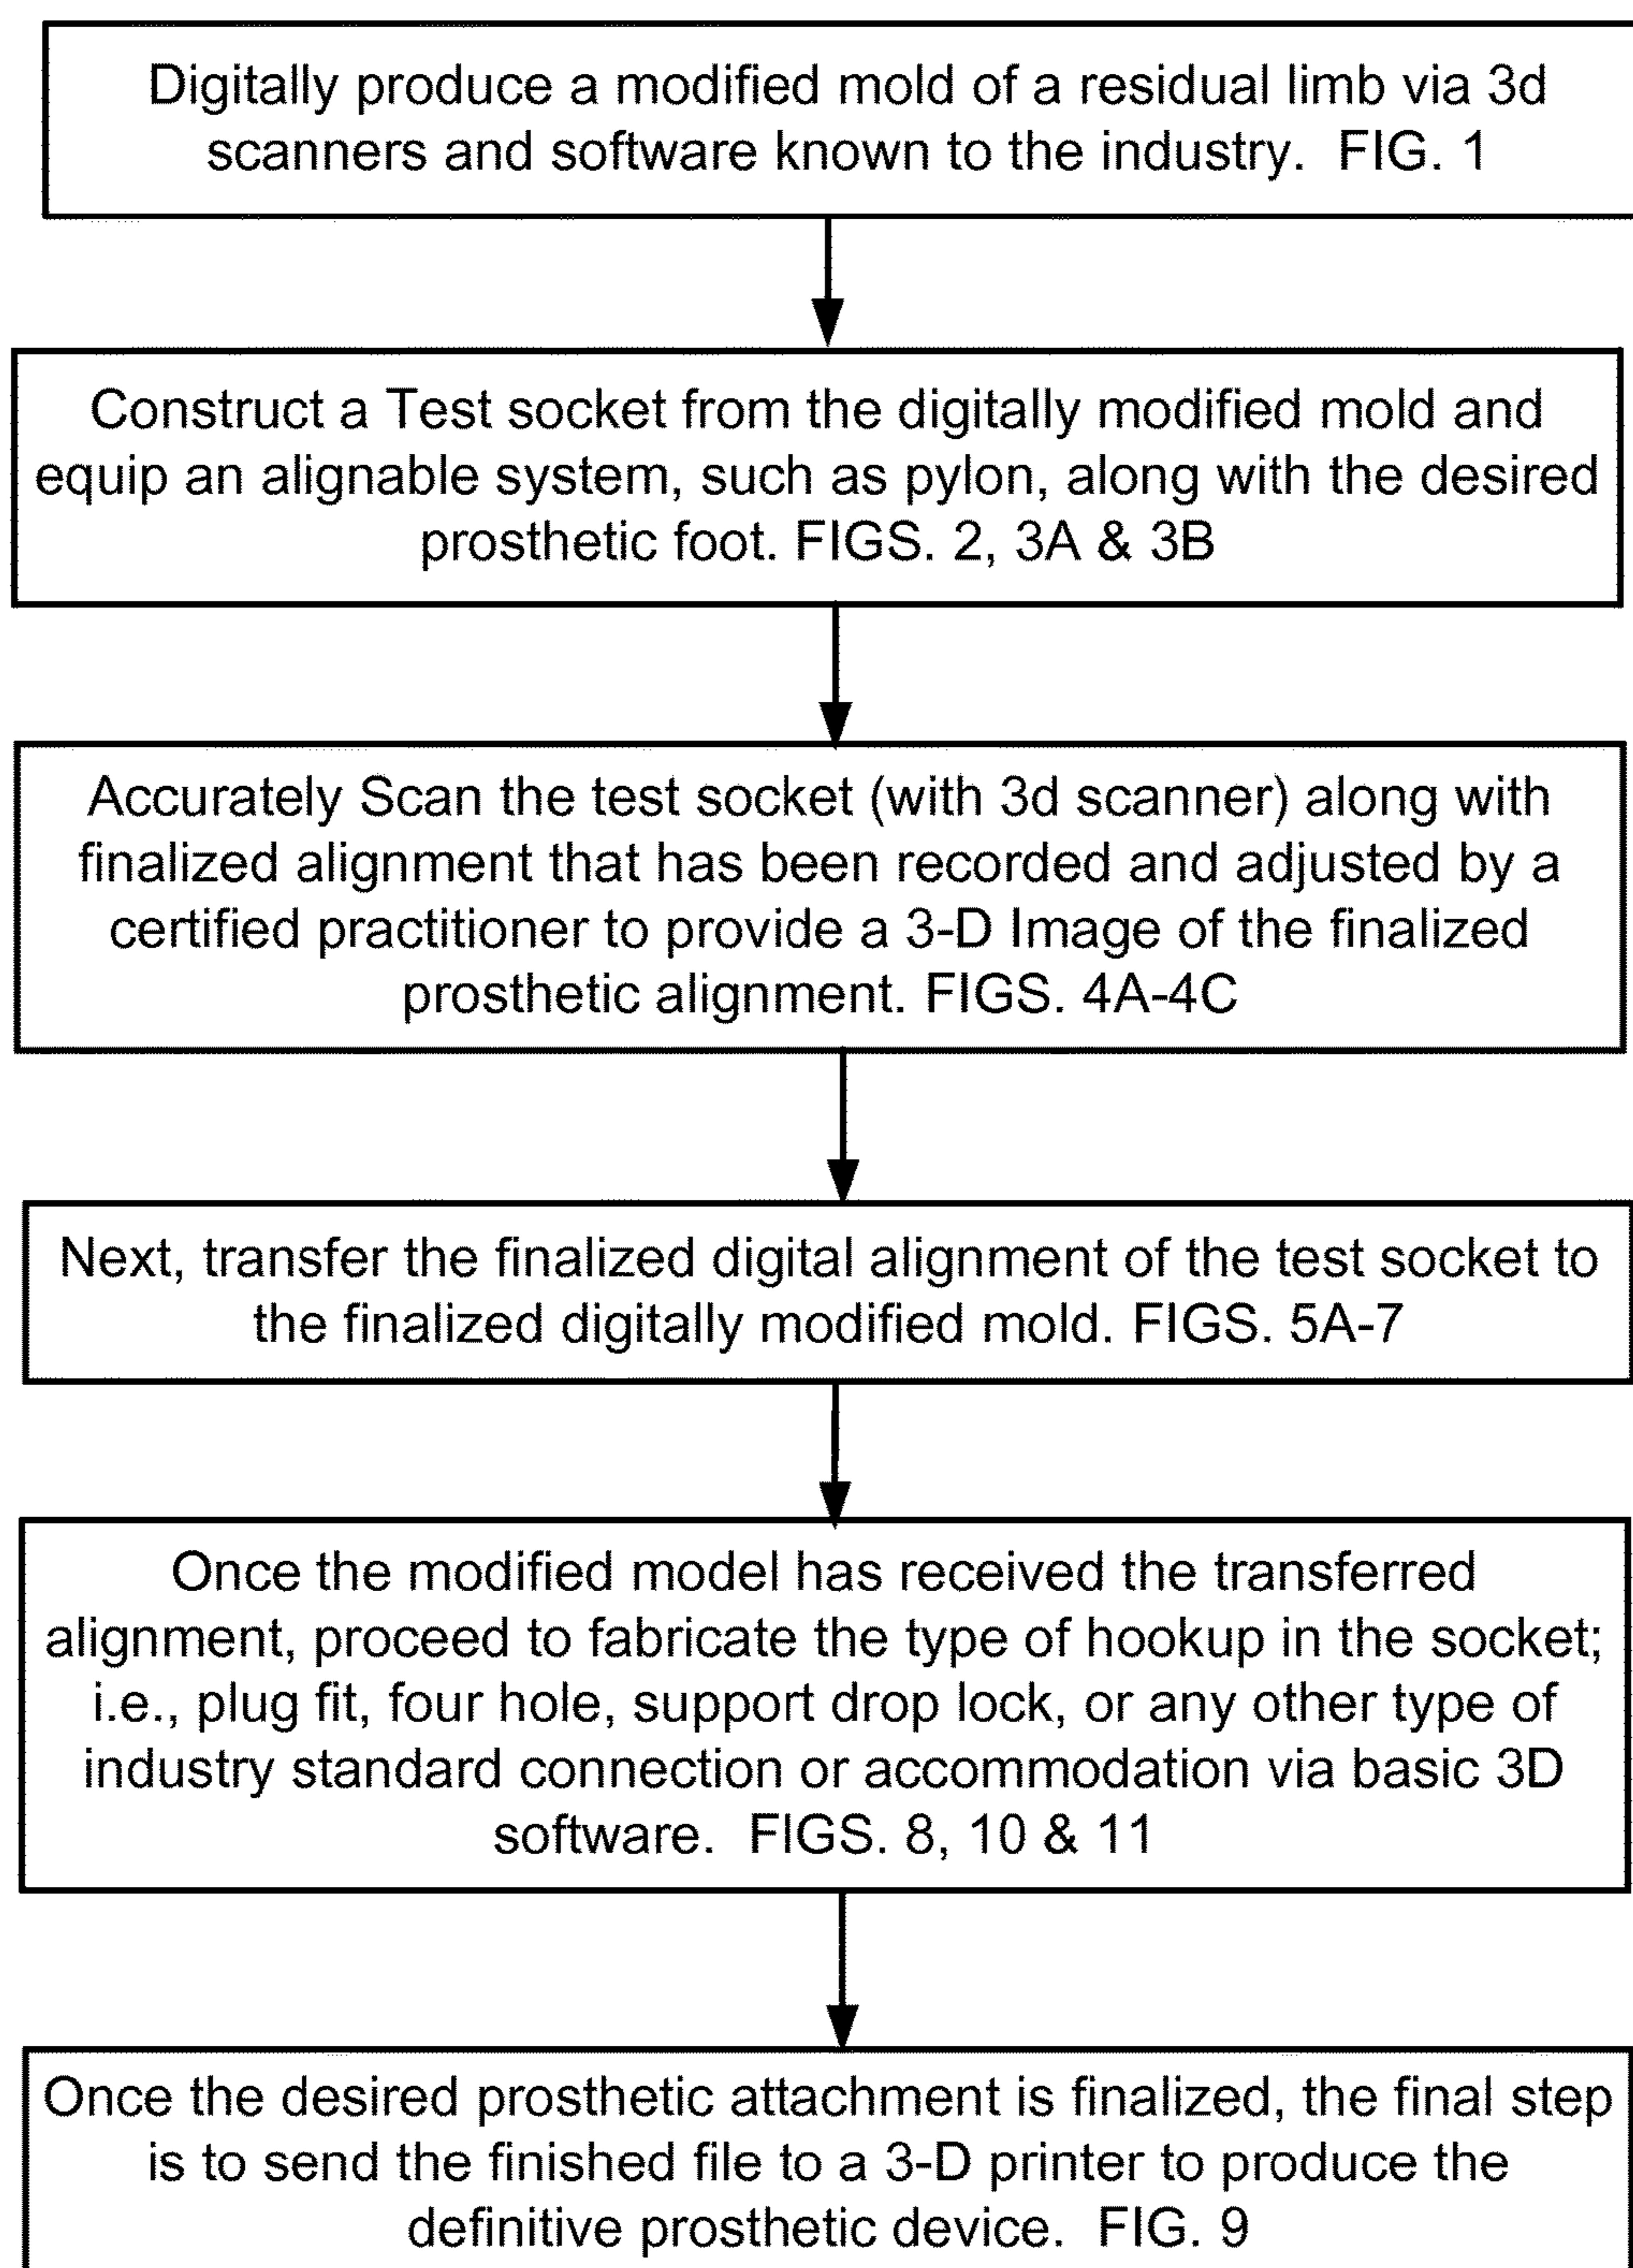 Digitally produce a modified mold of a residual limb via 3d
scanners and software known to the industry.  FIG. 1
Construct a Test socket from the digitally modified mold and
equip an alignable system, such as pylon, along with the desired
prosthetic foot. FIGS. 2, 3A & 3B
Accurately Scan the test socket (with 3d scanner) along with
finalized alignment that has been recorded and adjusted by a
certified practitioner to provide a 3-D Image of the finalized
prosthetic alignment. FIGS. 4A-4C
Next, transfer the finalized digital alignment of the test socket to
the finalized digitally modified mold. FIGS. 5A-7
Once the modified model has received the transferred
alignment, proceed to fabricate the type of hookup in the socket;
i.e., plug fit, four hole, support drop lock, or any other type of
industry standard connection or accommodation via basic 3D
software.  FIGS. 8, 10 & 11
Once the desired prosthetic attachment is finalized, the final step
is to send the finished file to a 3-D printer to produce the
definitive prosthetic device.  FIG. 9